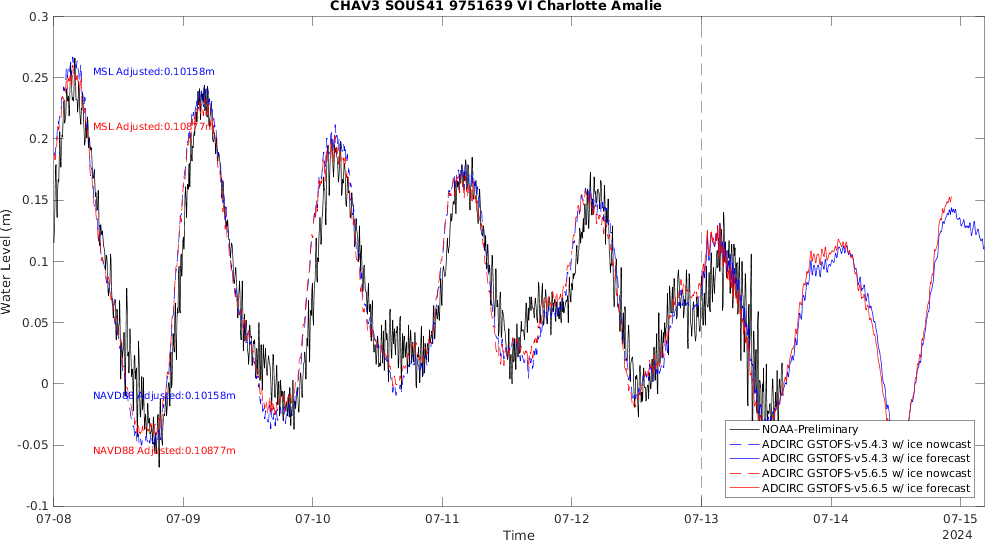 CHAV3 SOUS41 9751639 VI Charlotte Amalie
0.3
0.25
0.2
0.15
0.1
0.05
0
-0.05
-0.1
Water Level (m)
MSL Adjusted:0.10158m
MSL Adjusted:0.10877m
NAVD88 Adjusted:0.10158m
NAVD88 Adjusted:0.10877m
NOAA-Preliminary
ADCIRC GSTOFS-v5.4.3 w/ ice nowcast
ADCIRC GSTOFS-v5.4.3 w/ ice forecast
ADCIRC GSTOFS-v5.6.5 w/ ice nowcast
ADCIRC GSTOFS-v5.6.5 w/ ice forecast
07-08 07-09 07-10 07-11 07-12 07-13 07-14 07-15
Time
2024